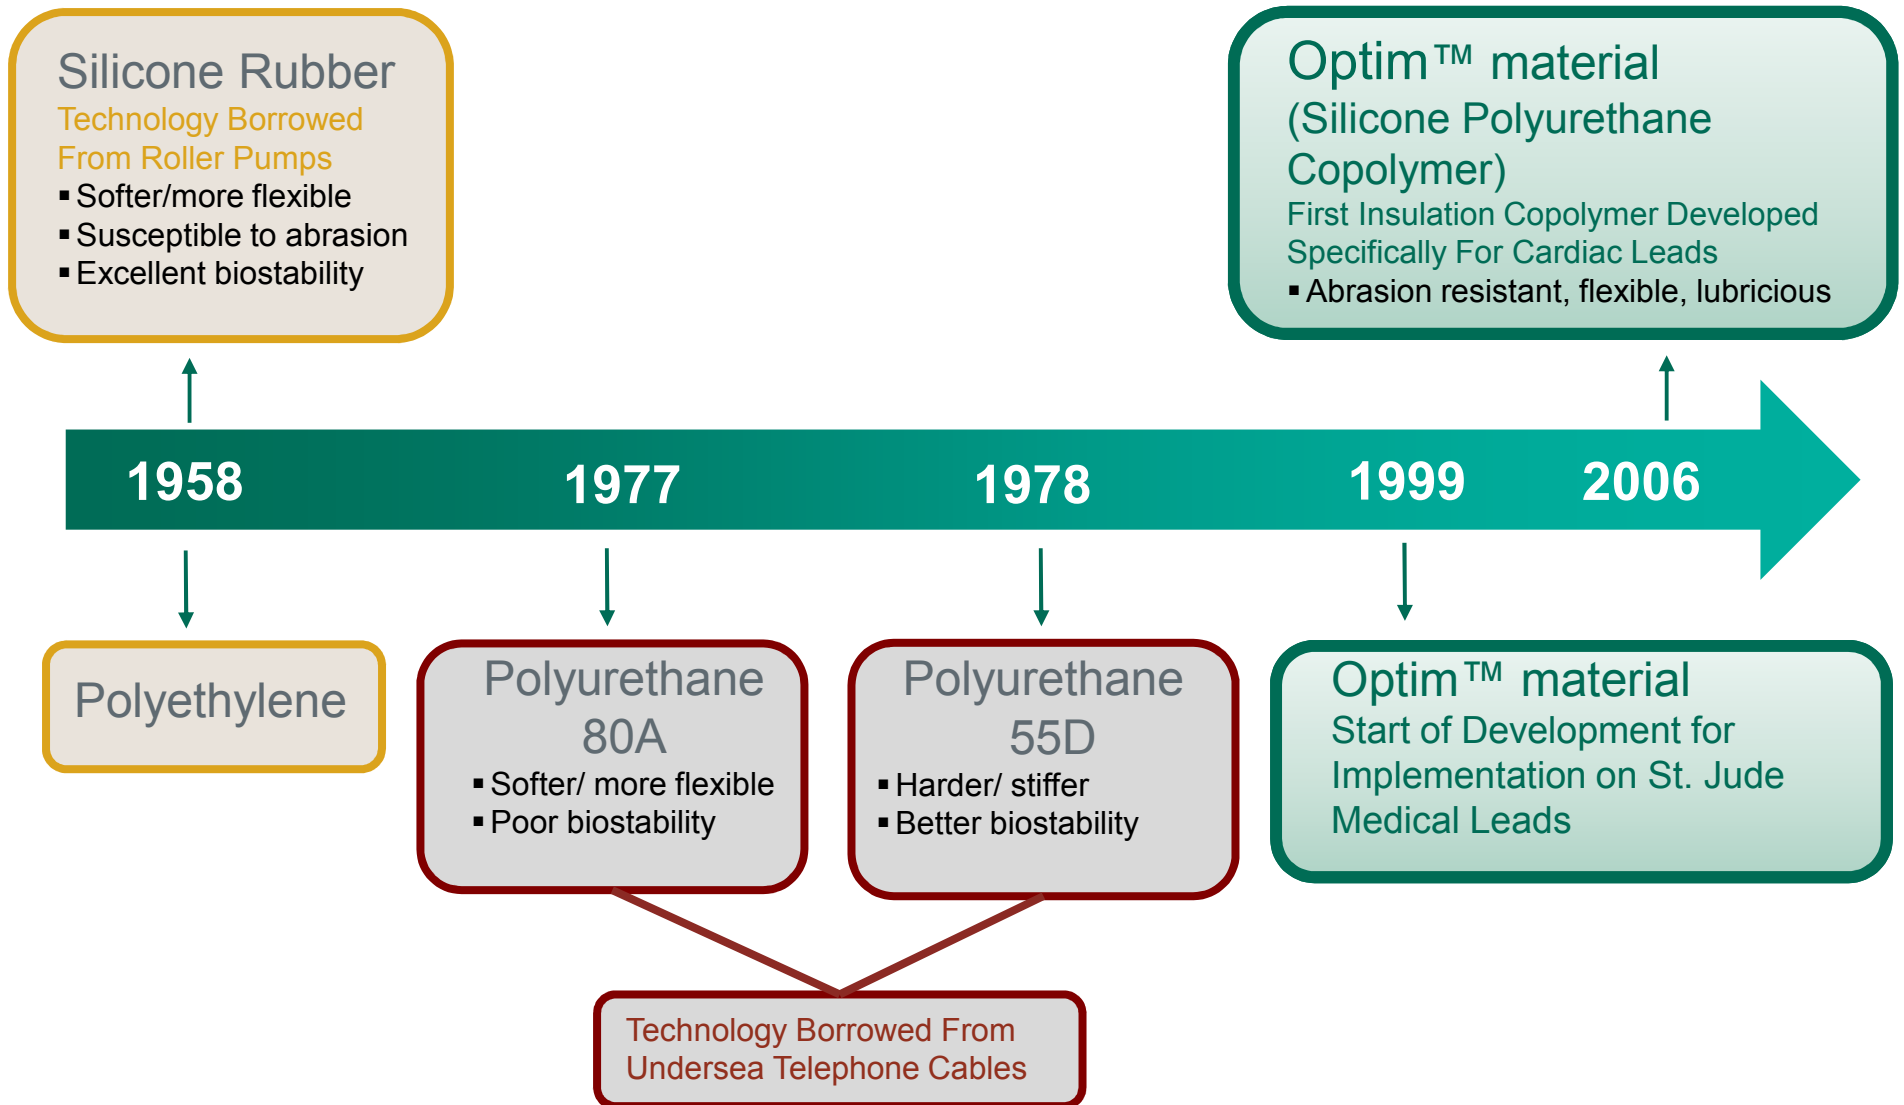 Silicone Rubber
Technology Borrowed
From Roller Pumps
▪ Softer/more flexible
▪ Susceptible to abrasion
▪ Excellent biostability
Optim™ material
(Silicone Polyurethane
Copolymer)
First Insulation Copolymer Developed
Specifically For Cardiac Leads
▪ Abrasion resistant, flexible, lubricious
1958 1977 1978 1999 2006
Polyethylene
Polyurethane
80A
▪ Softer/ more flexible
▪ Poor biostability
Polyurethane
55D
▪ Harder/ stiffer
▪ Better biostability
Optim™ material
Start of Development for
Implementation on St. Jude
Medical Leads
Technology Borrowed From
Undersea Telephone Cables